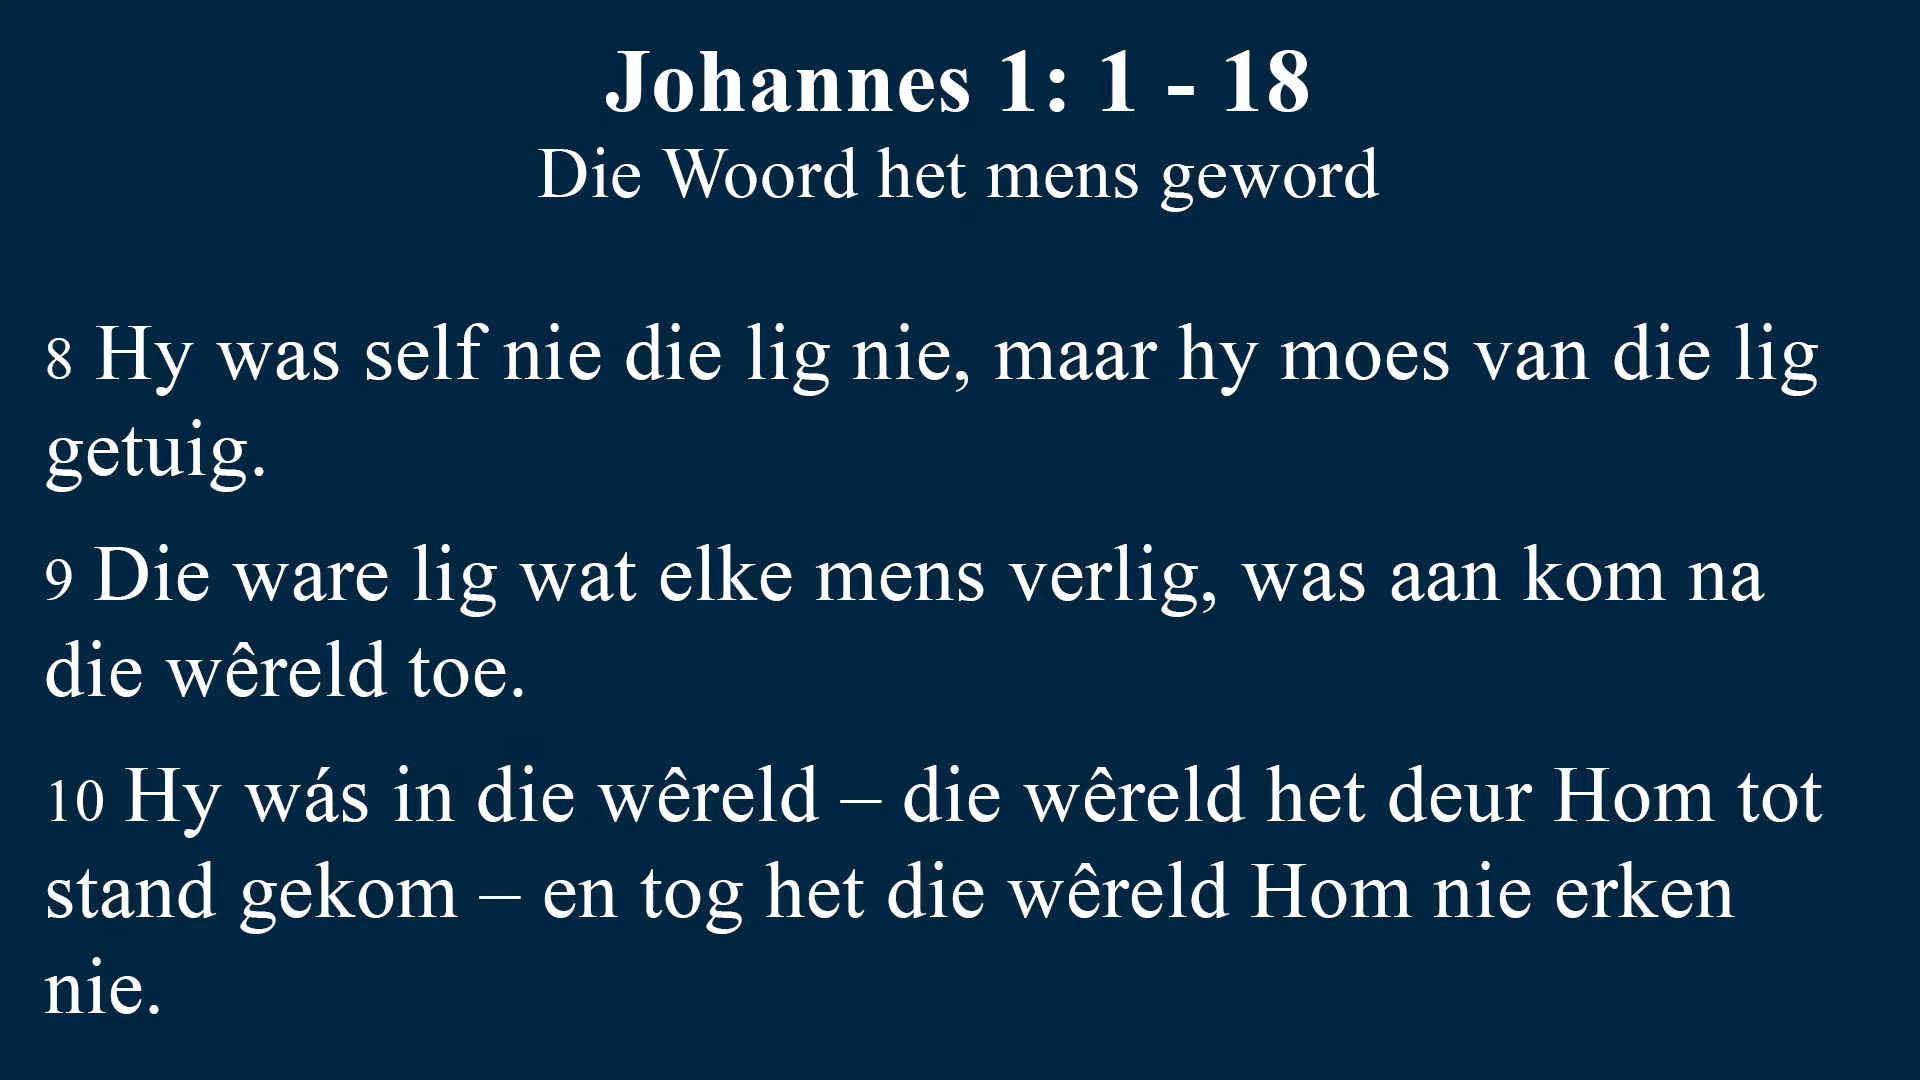 Johannes 1: 1 - 18
Die Woord het mens geword
8 Hy was self nie die lig nie, maar hy moes van die lig
getuig.
9 Die ware lig wat elke mens verlig, was aan kom na
die wêreld toe.
10 Hy wás in die wêreld – die wêreld het deur Hom tot
stand gekom – en tog het die wêreld Hom nie erken
nie.